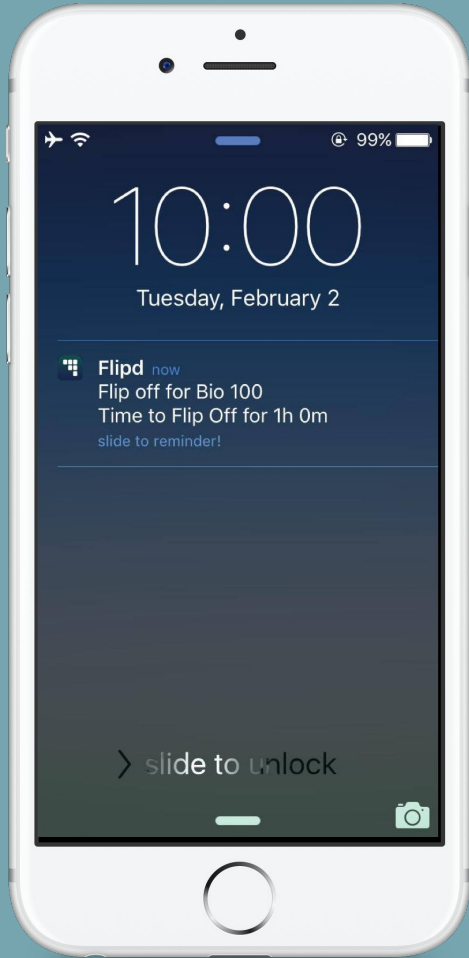 99%
10:00
Tuesday, February 2
Flipd now
Flip off for Bio 100
Time to Flip Off for 1h 0m
slide to reminder!
> slide to unlock